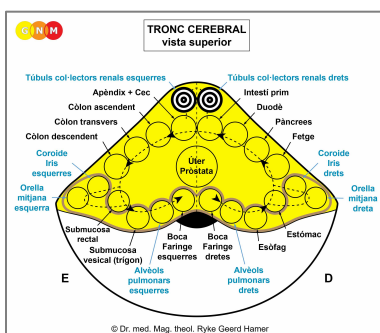 GNM
TRONC CEREBRAL
vista superior
Túbuls col·lectors renals esquerres
Túbuls col·lectors renals drets
Apèndix + Cec
Intestí prim
Còlon ascendent
Duodè
Còlon transvers
Pàncrees
Còlon descendent
Fetge
Coroide
Iris
esquerres
Coroide
Iris
drets
Úter
Pròstata
Orella
mitjana
esquerra
Orella
mitjana
dreta
Submucosa
rectal
Submucosa
vesical (trígon)
Boca
Faringe
esquerres
Boca
Faringe
dretes
Estómac
Esòfag
Alvèols
pulmonars
esquerres
Alvèols
pulmonars
drets
E
D
© Dr. med. Mag. theol. Ryke Geerd Hamer